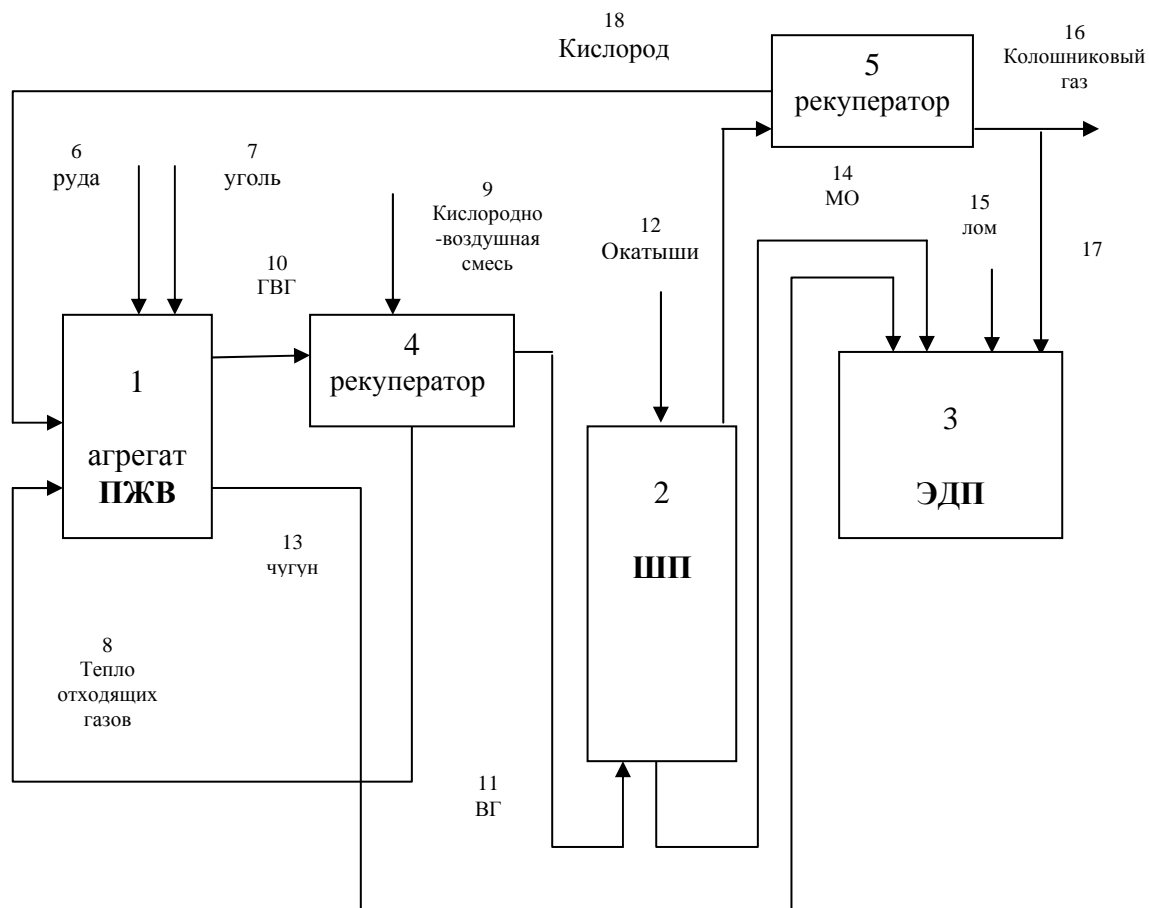 18
Кислород
16
Колошниковый
газ
5
рекуператор
6
руда
7
уголь
9
Кислородно
-воздушная
смесь
14
МО
15
лом
12
Окатыши
17
10
ГВГ
1
агрегат
ПЖВ
4
рекуператор
2
ШП
3
ЭДП
13
чугун
8
Тепло
отходящих
газов
11
ВГ